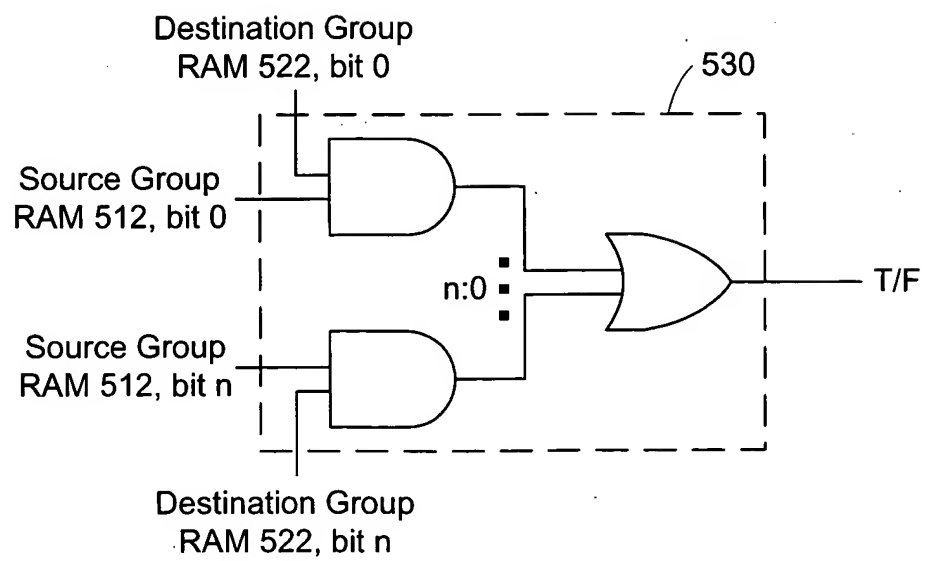 Destination Group
RAM 522, bit 0
530
Source Group
RAM 512, bit 0
n:0
T/F
Source Group
RAM 512, bit n
Destination Group
RAM 522, bit n